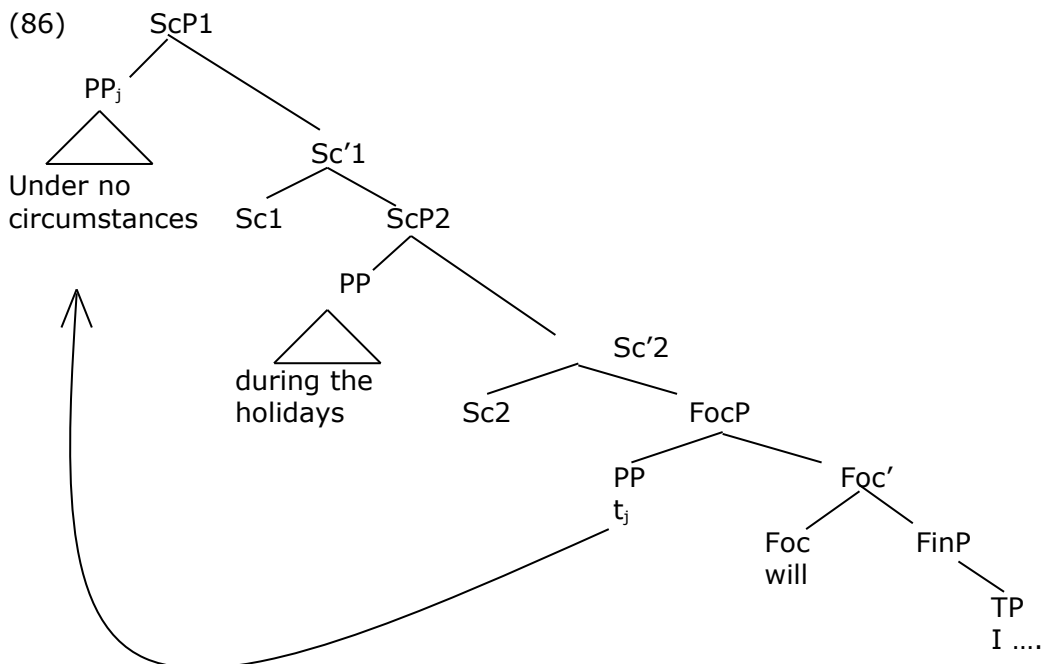 (86) ScP1
PPj
Sc'1
Under no
circumstances
Sc1 ScP2
PP
Sc'2
during the
holidays
Sc2 FocP
PP Foc'
tj
Foc FinP
will
TP
I ....